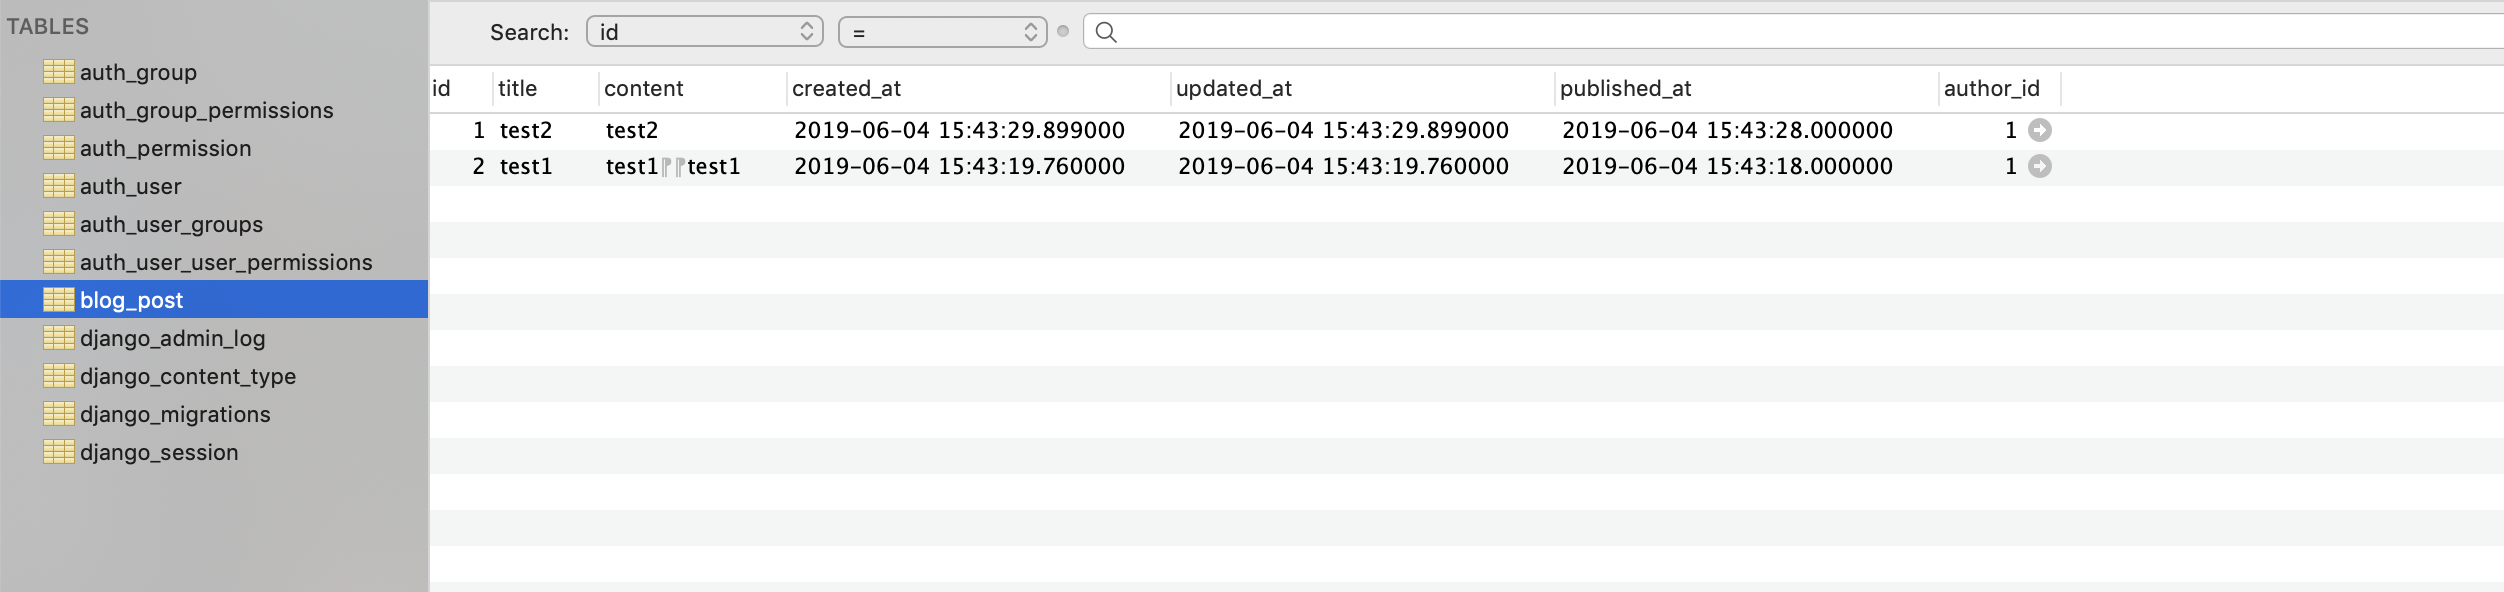 TABLES
auth_group
auth_group_permissions
auth_permission
auth_user
auth_user_groups
auth_user_user_permissions
blog_post
django_admin_log
django_content_type
django_migrations
django_session
Search: id =
id title content created_at updated_at published_at author_id
1 test2 test2 2019-06-04 15:43:29.899000 2019-06-04 15:43:29.899000 2019-06-04 15:43:28.000000 1
2 test1 test1⁋⁋test1 2019-06-04 15:43:19.760000 2019-06-04 15:43:19.760000 2019-06-04 15:43:18.000000 1